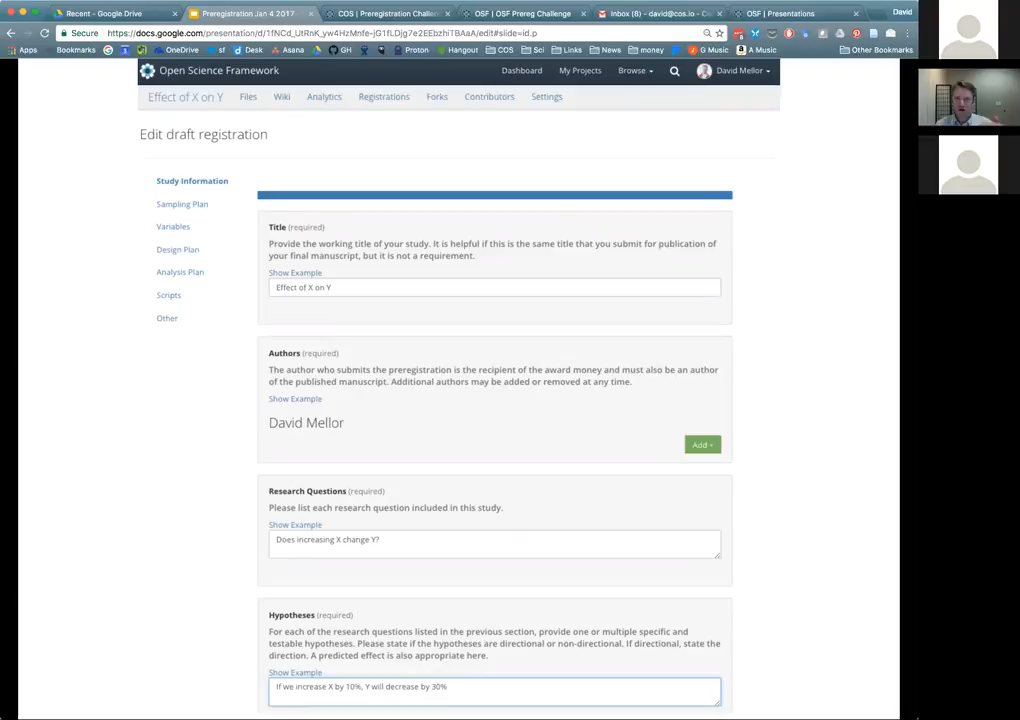 Recent - Google Drive
Preregistration Jan 4 2017
COS | Preregistration Challen
OSF | OSF Prereg Challenge
Inbox (8) - david@cos.io - C
OSF | Presentations
David
Secure
https://docs.google.com/presentation/d/1fNCd_UtRnK_yw4HzMnfe-jG1fLDjg7e2EEbzhiTBAaA/edit#slide=id.p
Apps
Bookmarks
OneDrive
sf
Desk
Asana
GH
Proton
Hangout
COS
Sci
Links
News
money
G Music
A Music
Other Bookmarks
Open Science Framework
Dashboard
My Projects
Browse
David Mellor
Effect of X on Y
Files
Wiki
Analytics
Registrations
Forks
Contributors
Settings
Edit draft registration
Study Information
Sampling Plan
Variables
Design Plan
Analysis Plan
Scripts
Other
Title (required)
Provide the working title of your study. It is helpful if this is the same title that you submit for publication of
your final manuscript, but it is not a requirement.
Show Example
Effect of X on Y
Authors (required)
The author who submits the preregistration is the recipient of the award money and must also be an author
of the published manuscript. Additional authors may be added or removed at any time.
Show Example
David Mellor
Add +
Research Questions (required)
Please list each research question included in this study.
Show Example
Does increasing X change Y?
Hypotheses (required)
For each of the research questions listed in the previous section, provide one or multiple specific and
testable hypotheses. Please state if the hypotheses are directional or non-directional. If directional, state the
direction. A predicted effect is also appropriate here.
Show Example
If we increase X by 10%, Y will decrease by 30%